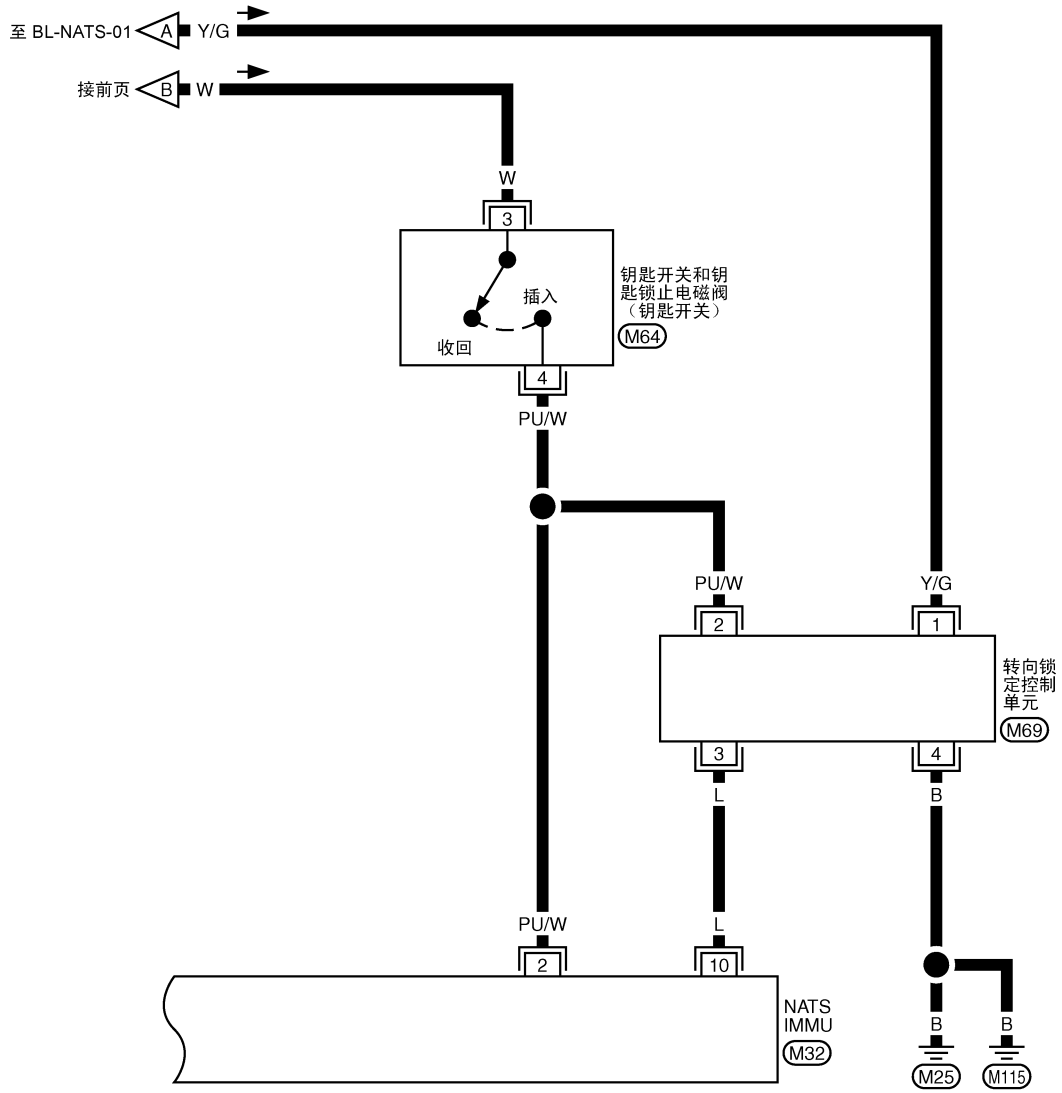 至 BL-NATS-01 A Y/G
接前页 B W
W
3
钥匙开关和钥
匙锁止电磁阀
（钥匙开关）
M64
插入
收回
4
PU/W
PU/W
Y/G
2
1
转向锁
定控制
单元
M69
3
4
L
B
PU/W
L
2
10
NATS
IMMU
M32
B
B
M25
M115